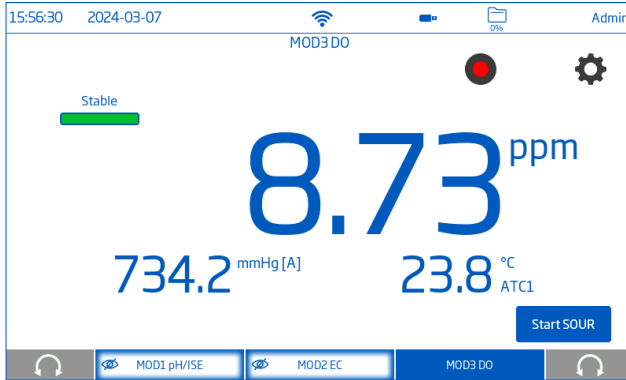 15:56:30 2024-03-07 0% Admin
MOD3 DO
Stable
8.73 ppm
734.2 mmHg [A] 23.8 °C
ATC1
Start SOUR
MOD1 pH/ISE MOD2 EC MOD3 DO